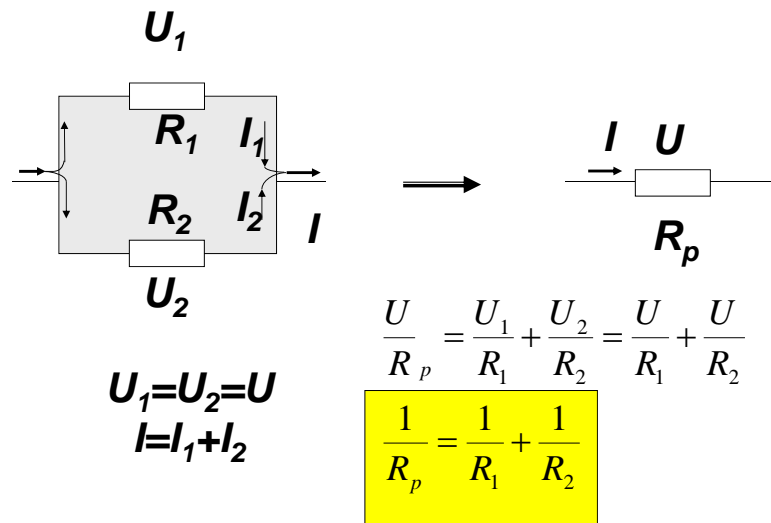 U₁
R₁ I₁
R₂ I₂
I
U₂
I U
Rₚ
U/Rₚ = U₁/R₁ + U₂/R₂ = U/R₁ + U/R₂
U₁=U₂=U
I=I₁+I₂
1/Rₚ = 1/R₁ + 1/R₂